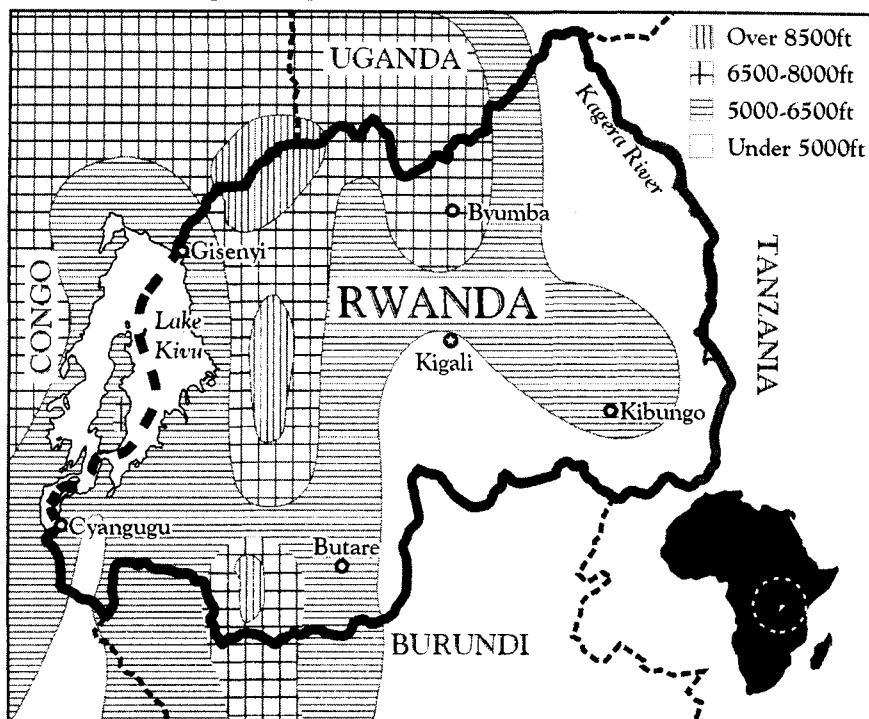 UGANDA
Over 8500ft
6500-8000ft
5000-6500ft
Under 5000ft
Kagera River
Byumba
Gisenyi
CONGO
Lake
Kivu
RWANDA
TANZANIA
Kigali
Kibungo
Cyangugu
Butare
BURUNDI